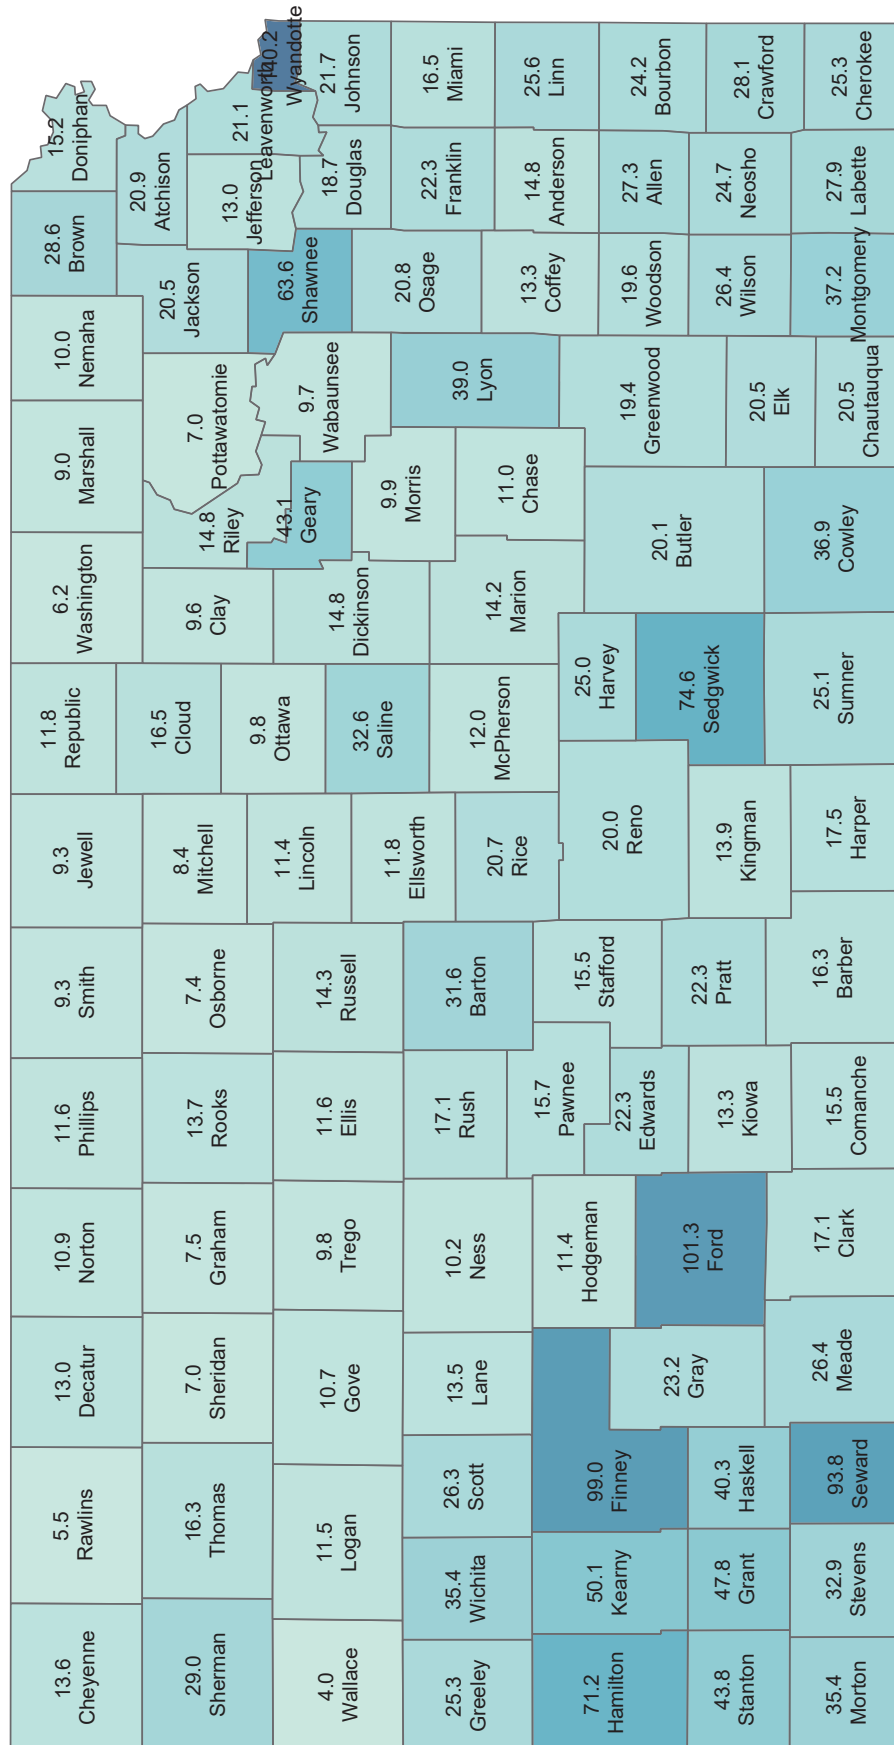 13.6
Cheyenne
5.5
Rawlins
13.0
Decatur
10.9
Norton
11.6
Phillips
9.3
Smith
9.3
Jewell
11.8
Republic
6.2
Washington
9.0
Marshall
10.0
Nemaha
28.6
Brown
15.2
Doniphan
29.0
Sherman
16.3
Thomas
7.0
Sheridan
7.5
Graham
13.7
Rooks
7.4
Osborne
8.4
Mitchell
16.5
Cloud
9.6
Clay
14.8
Riley
7.0
Pottawatomie
20.5
Jackson
20.9
Atchison
13.0
Jefferson
21.1
Leavenworth
140.2
Wyandotte
4.0
Wallace
11.5
Logan
10.7
Gove
9.8
Trego
11.6
Ellis
14.3
Russell
11.4
Lincoln
9.8
Ottawa
14.8
Dickinson
43.1
Geary
9.7
Wabaunsee
63.6
Shawnee
18.7
Douglas
21.7
Johnson
11.8
Ellsworth
32.6
Saline
9.9
Morris
20.8
Osage
22.3
Franklin
16.5
Miami
25.3
Greeley
35.4
Wichita
26.3
Scott
13.5
Lane
10.2
Ness
17.1
Rush
31.6
Barton
20.7
Rice
12.0
McPherson
14.2
Marion
11.0
Chase
39.0
Lyon
13.3
Coffey
14.8
Anderson
25.6
Linn
71.2
Hamilton
50.1
Kearny
99.0
Finney
11.4
Hodgeman
15.7
Pawnee
15.5
Stafford
20.0
Reno
25.0
Harvey
20.1
Butler
19.4
Greenwood
19.6
Woodson
27.3
Allen
24.2
Bourbon
23.2
Gray
101.3
Ford
22.3
Edwards
22.3
Pratt
74.6
Sedgwick
43.8
Stanton
47.8
Grant
40.3
Haskell
13.3
Kiowa
13.9
Kingman
20.5
Elk
26.4
Wilson
24.7
Neosho
28.1
Crawford
35.4
Morton
32.9
Stevens
93.8
Seward
26.4
Meade
17.1
Clark
15.5
Comanche
16.3
Barber
17.5
Harper
25.1
Sumner
36.9
Cowley
20.5
Chautauqua
37.2
Montgomery
27.9
Labette
25.3
Cherokee